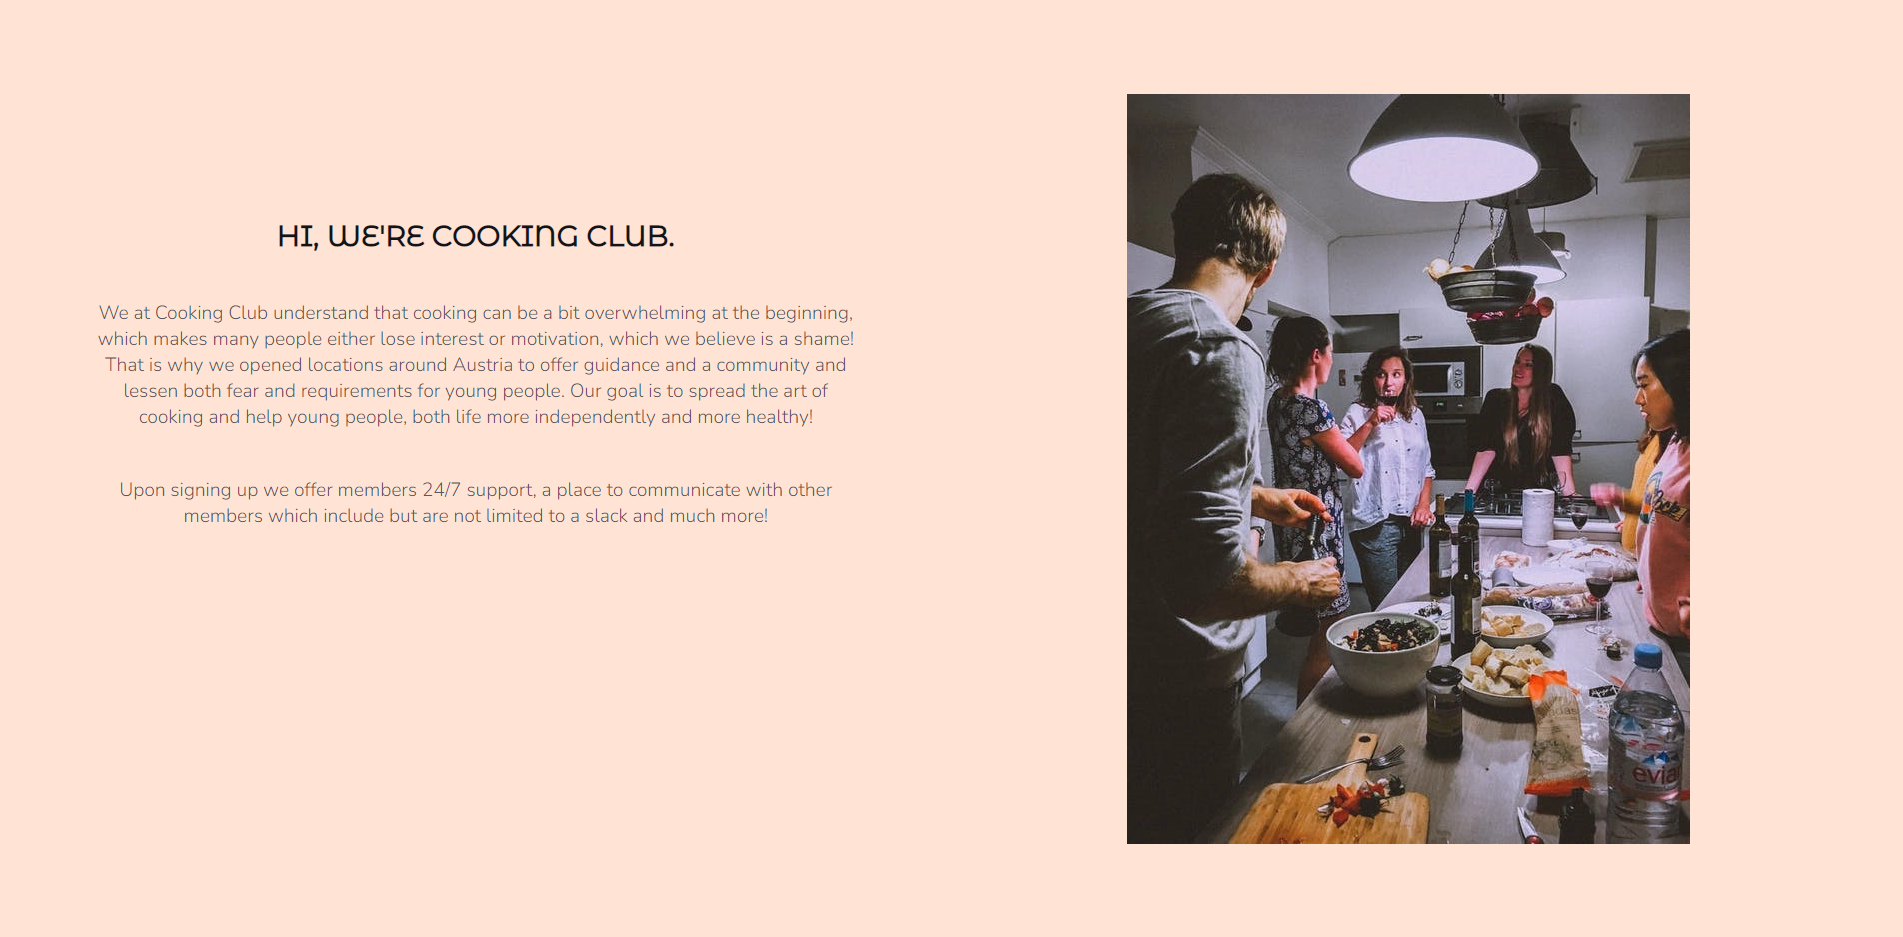 HI, WE'RE COOKING CLUB.
We at Cooking Club understand that cooking can be a bit overwhelming at the beginning,
which makes many people either lose interest or motivation, which we believe is a shame!
That is why we opened locations around Austria to offer guidance and a community and
lessen both fear and requirements for young people. Our goal is to spread the art of
cooking and help young people, both life more independently and more healthy!
Upon signing up we offer members 24/7 support, a place to communicate with other
members which include but are not limited to a slack and much more!
evia